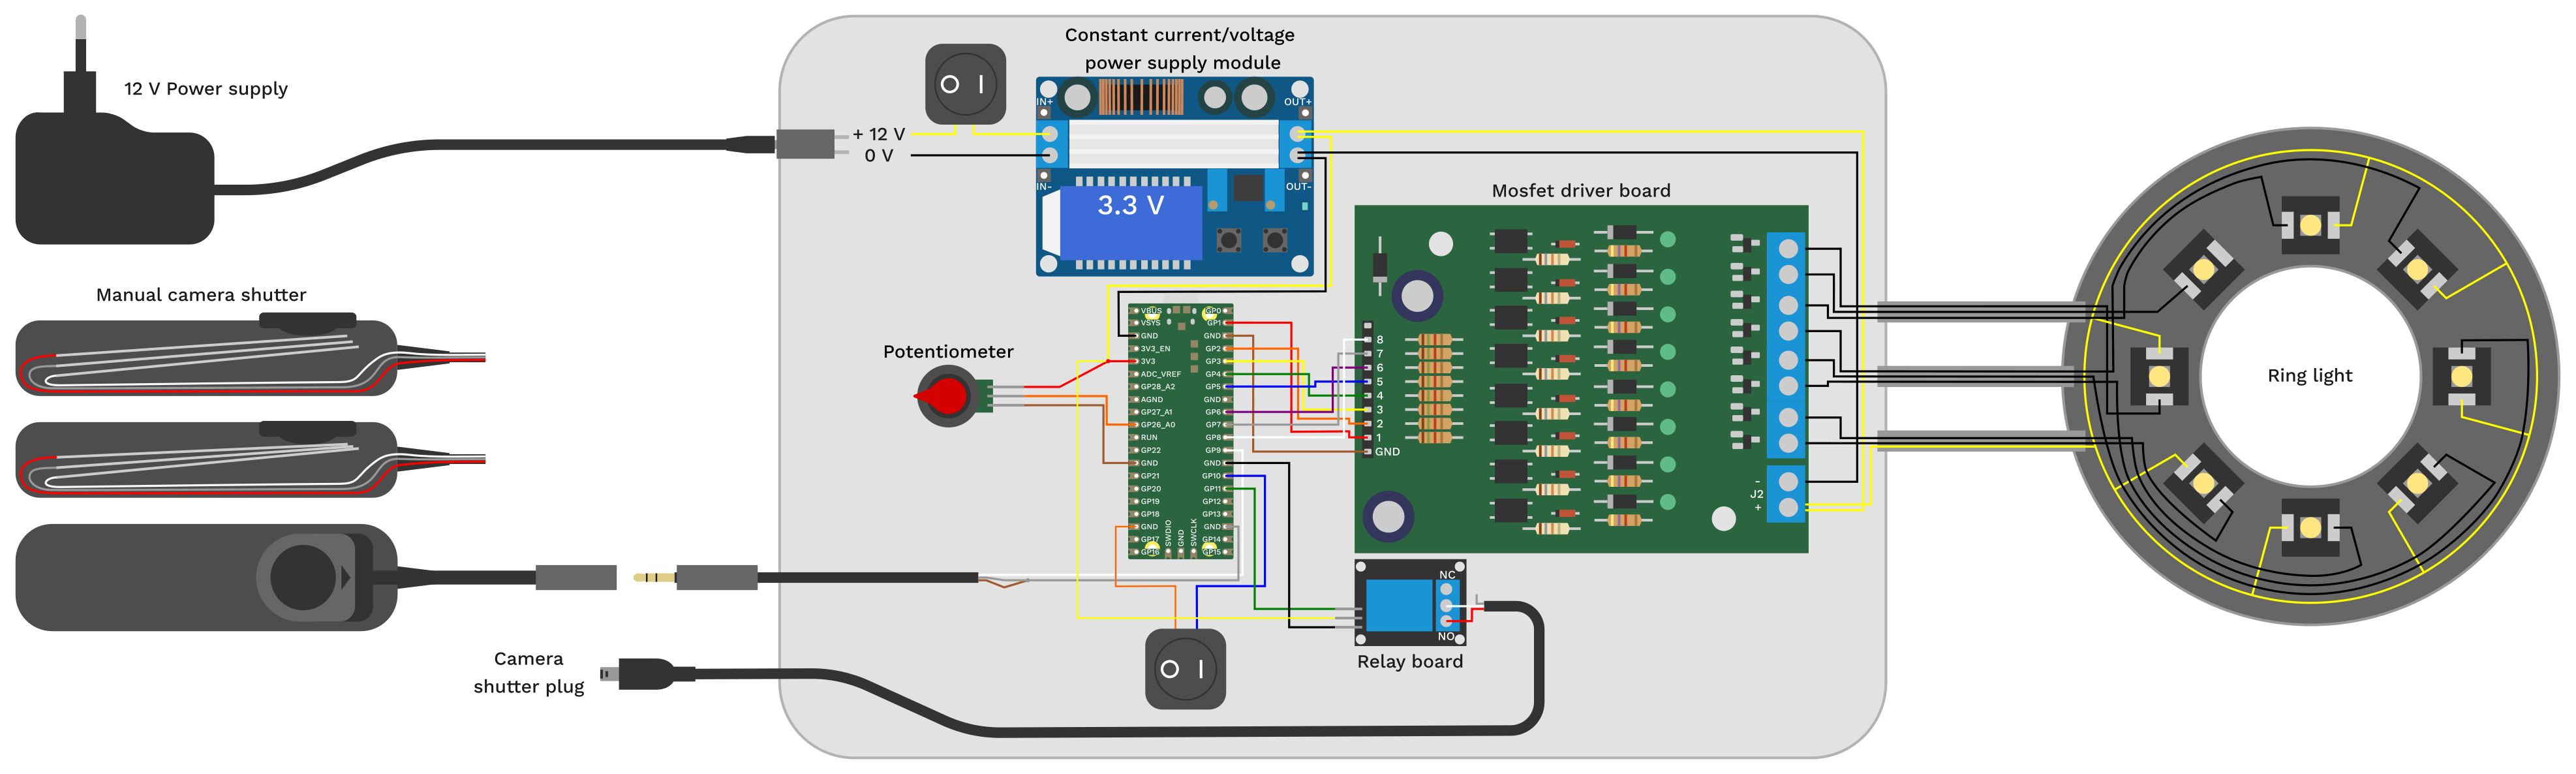 12 V Power supply
Manual camera shutter
Camera
shutter plug
+ 12 V
0 V
Constant current/voltage
power supply module
IN+
IN-
OUT+
OUT-
3.3 V
Potentiometer
VBUS
VSYS
GND
3V3_EN
3V3
ADC_VREF
GP28_A2
AGND
GP27_A1
GP26_A0
RUN
GP22
GND
GP21
GP20
GP19
GP18
GND
GP17
GP16
SWDIO
GND
SWCLK
GP0
GP1
GND
GP2
GP3
GP4
GP5
GND
GP6
GP7
GP8
GP9
GND
GP10
GP11
GP12
GP13
GND
GP14
GP15
Mosfet driver board
8
7
6
5
4
3
2
1
GND
-
J2
+
NC
NO
Relay board
Ring light